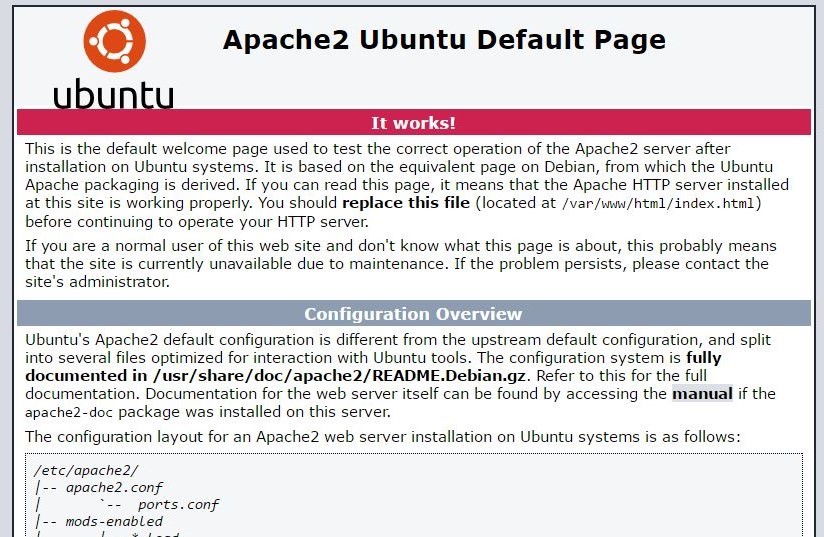 ubuntu
Apache2 Ubuntu Default Page
It works!
This is the default welcome page used to test the correct operation of the Apache2 server after
installation on Ubuntu systems. It is based on the equivalent page on Debian, from which the Ubuntu
Apache packaging is derived. If you can read this page, it means that the Apache HTTP server installed
at this site is working properly. You should replace this file (located at /var/www/html/index.html)
before continuing to operate your HTTP server.
If you are a normal user of this web site and don't know what this page is about, this probably means
that the site is currently unavailable due to maintenance. If the problem persists, please contact the
site's administrator.
Configuration Overview
Ubuntu's Apache2 default configuration is different from the upstream default configuration, and split
into several files optimized for interaction with Ubuntu tools. The configuration system is fully
documented in /usr/share/doc/apache2/README.Debian.gz. Refer to this for the full
documentation. Documentation for the web server itself can be found by accessing the manual if the
apache2-doc package was installed on this server.
The configuration layout for an Apache2 web server installation on Ubuntu systems is as follows:
/etc/apache2/
|-- apache2.conf
|       `--  ports.conf
|-- mods-enabled